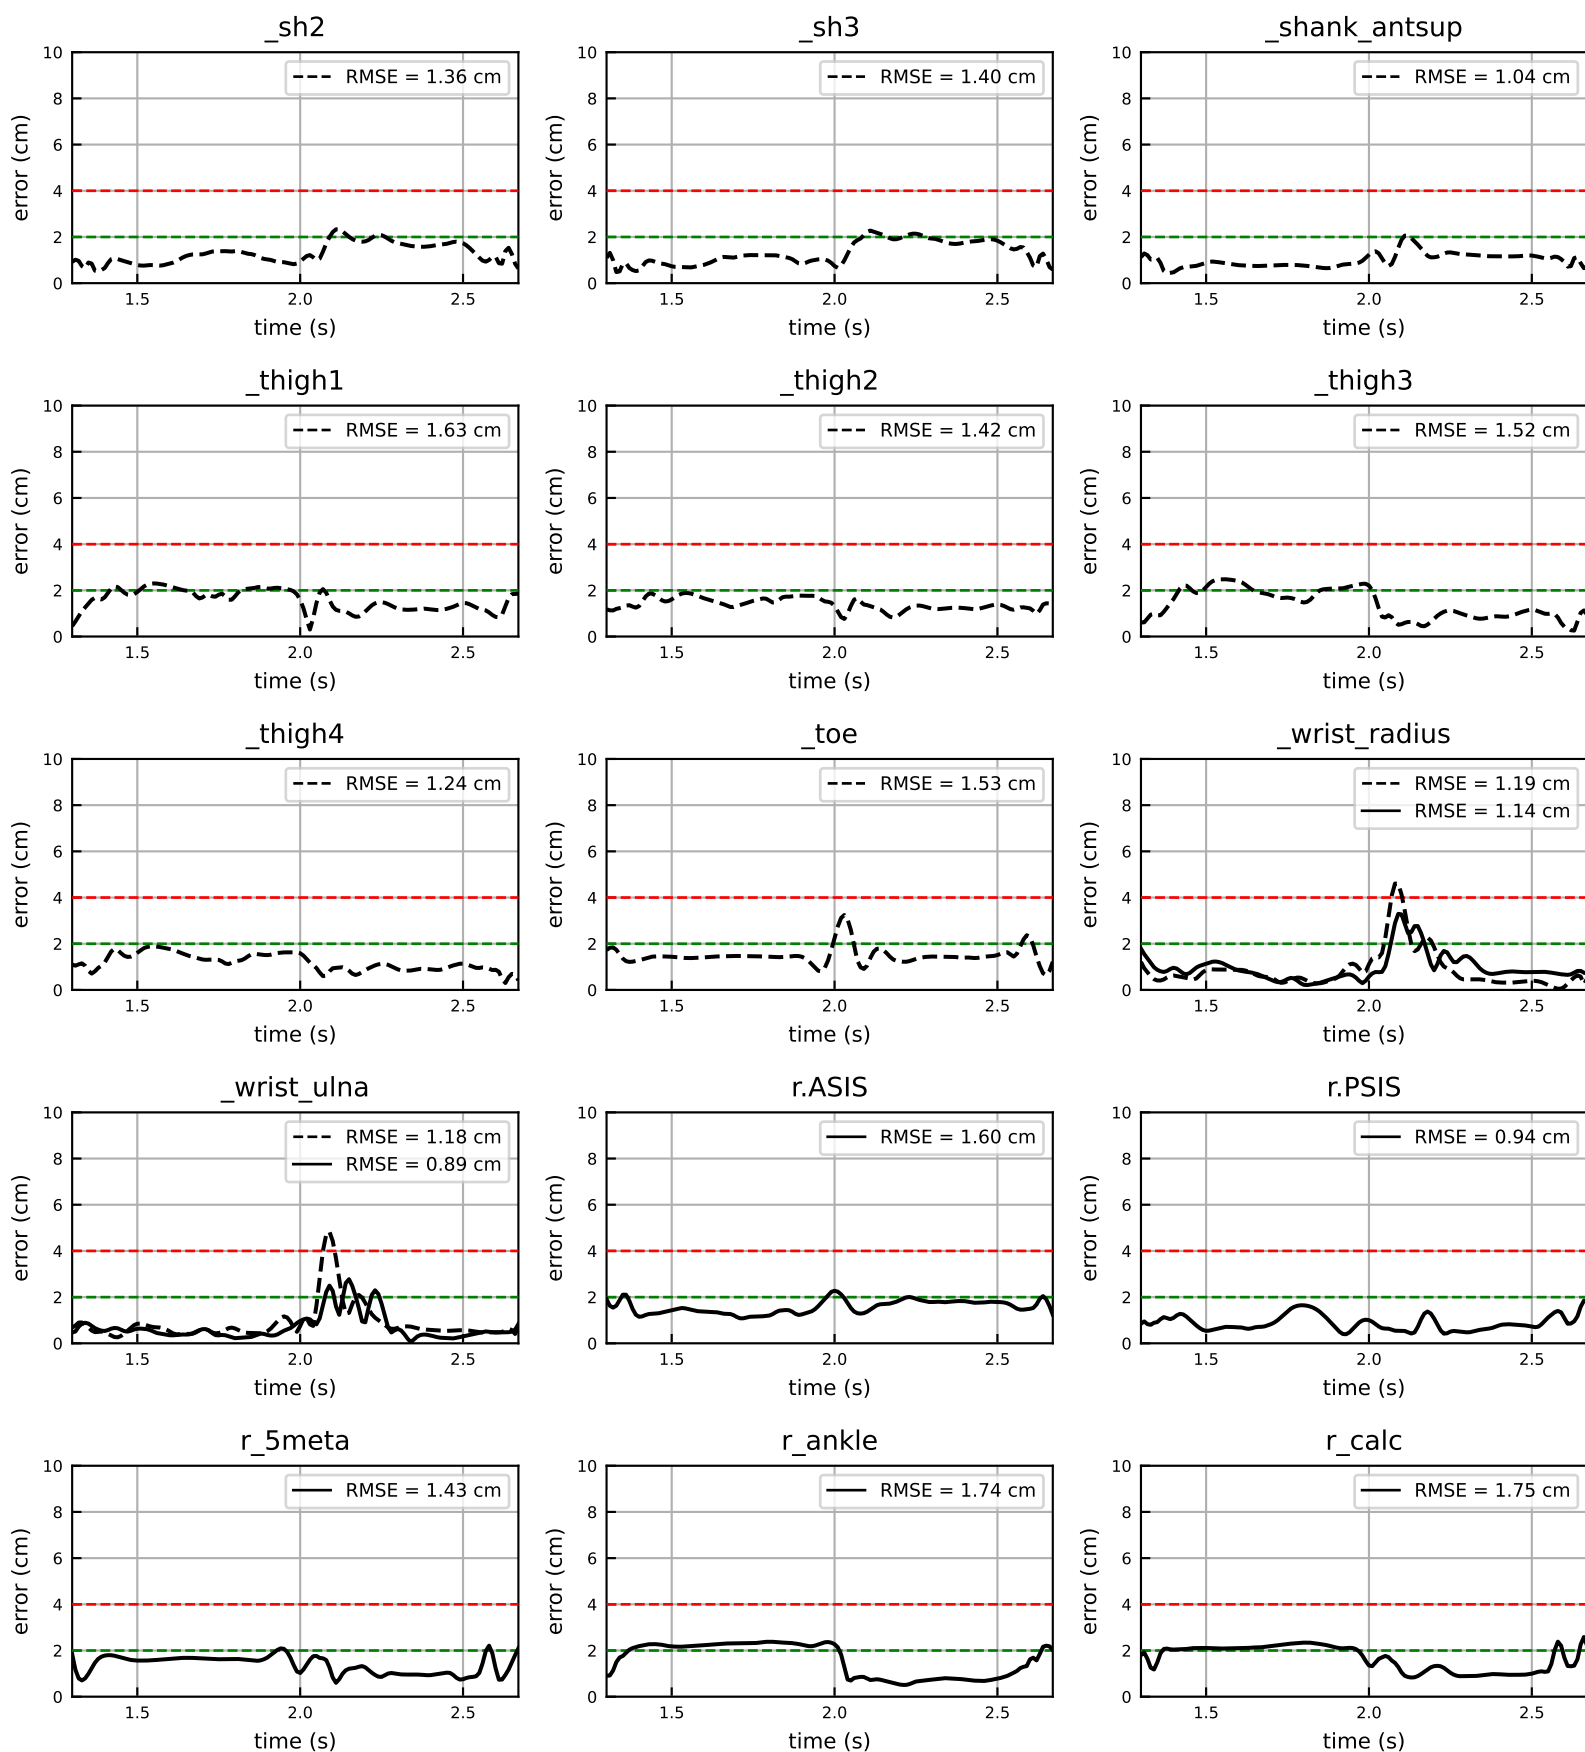 _sh2
10
8
6
4
2
0
error (cm)
RMSE = 1.36 cm
1.5
2.0
2.5
time (s)
_sh3
10
8
6
4
2
0
error (cm)
RMSE = 1.40 cm
1.5
2.0
2.5
time (s)
_shank_antsup
10
8
6
4
2
0
error (cm)
RMSE = 1.04 cm
1.5
2.0
2.5
time (s)
_thigh1
10
8
6
4
2
0
error (cm)
RMSE = 1.63 cm
1.5
2.0
2.5
time (s)
_thigh2
10
8
6
4
2
0
error (cm)
RMSE = 1.42 cm
1.5
2.0
2.5
time (s)
_thigh3
10
8
6
4
2
0
error (cm)
RMSE = 1.52 cm
1.5
2.0
2.5
time (s)
_thigh4
10
8
6
4
2
0
error (cm)
RMSE = 1.24 cm
1.5
2.0
2.5
time (s)
_toe
10
8
6
4
2
0
error (cm)
RMSE = 1.53 cm
1.5
2.0
2.5
time (s)
_wrist_radius
10
8
6
4
2
0
error (cm)
RMSE = 1.19 cm
RMSE = 1.14 cm
1.5
2.0
2.5
time (s)
_wrist_ulna
10
8
6
4
2
0
error (cm)
RMSE = 1.18 cm
RMSE = 0.89 cm
1.5
2.0
2.5
time (s)
r.ASIS
10
8
6
4
2
0
error (cm)
RMSE = 1.60 cm
1.5
2.0
2.5
time (s)
r.PSIS
10
8
6
4
2
0
error (cm)
RMSE = 0.94 cm
1.5
2.0
2.5
time (s)
r_5meta
10
8
6
4
2
0
error (cm)
RMSE = 1.43 cm
1.5
2.0
2.5
time (s)
r_ankle
10
8
6
4
2
0
error (cm)
RMSE = 1.74 cm
1.5
2.0
2.5
time (s)
r_calc
10
8
6
4
2
0
error (cm)
RMSE = 1.75 cm
1.5
2.0
2.5
time (s)